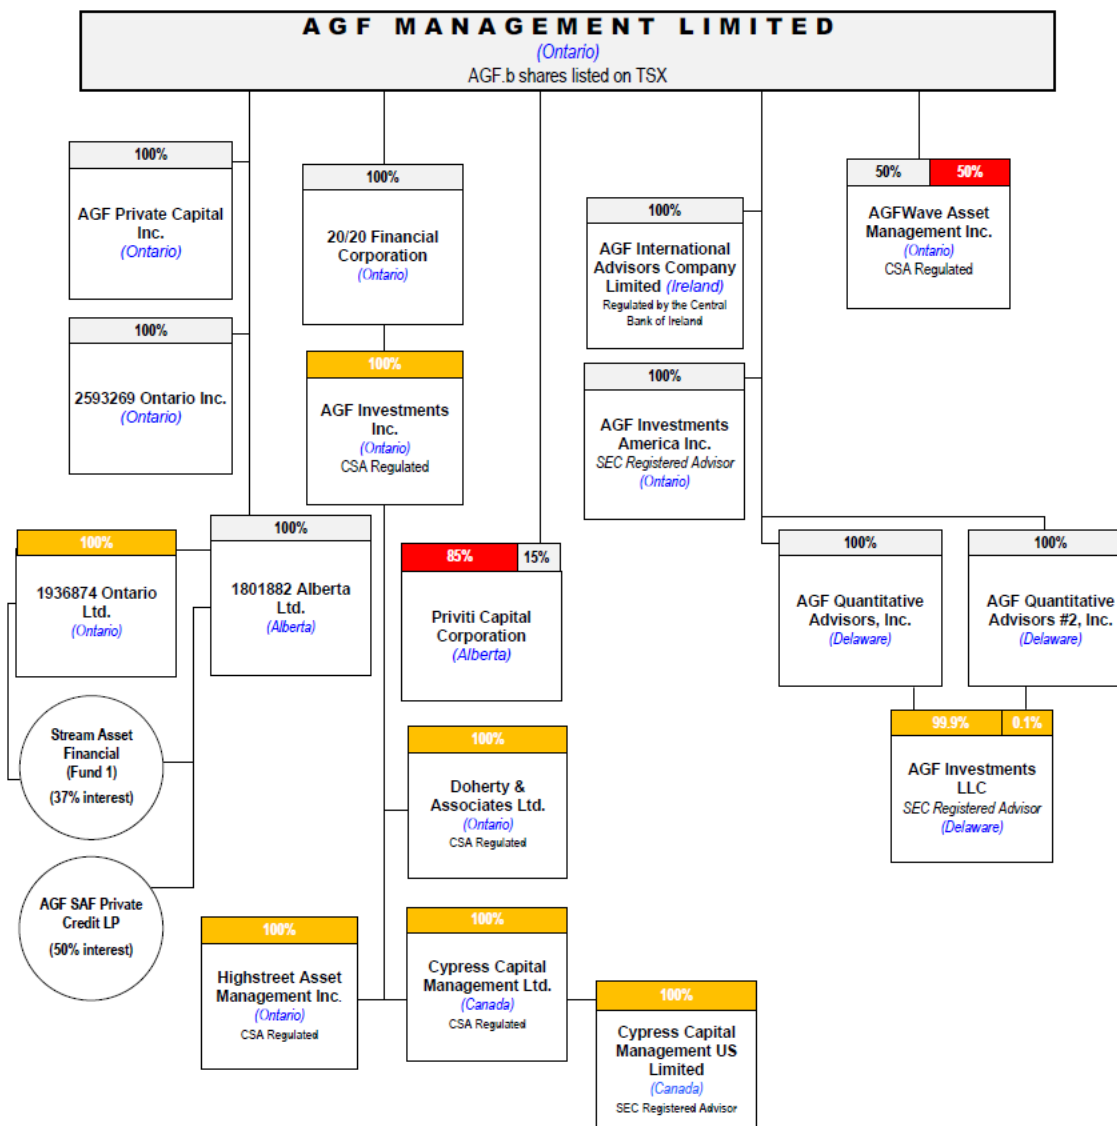 AGF MANAGEMENT LIMITED
(Ontario)
AGF.b shares listed on TSX
100%
AGF Private Capital
Inc.
(Ontario)
100%
20/20 Financial
Corporation
(Ontario)
100%
AGF International
Advisors Company
Limited (Ireland)
Regulated by the Central
Bank of Ireland
50% 50%
AGFWave Asset
Management Inc.
(Ontario)
CSA Regulated
100%
2593269 Ontario Inc.
(Ontario)
100%
AGF Investments
Inc.
(Ontario)
CSA Regulated
100%
AGF Investments
America Inc.
SEC Registered Advisor
(Ontario)
100%
1936874 Ontario
Ltd.
(Ontario)
100%
1801882 Alberta
Ltd.
(Alberta)
85% 15%
Priviti Capital
Corporation
(Alberta)
100%
AGF Quantitative
Advisors, Inc.
(Delaware)
100%
AGF Quantitative
Advisors #2, Inc.
(Delaware)
Stream Asset
Financial
(Fund 1)
(37% interest)
100%
Doherty &
Associates Ltd.
(Ontario)
CSA Regulated
99.9% 0.1%
AGF Investments
LLC
SEC Registered Advisor
(Delaware)
AGF SAF Private
Credit LP
(50% interest)
100%
Highstreet Asset
Management Inc.
(Ontario)
CSA Regulated
100%
Cypress Capital
Management Ltd.
(Canada)
CSA Regulated
100%
Cypress Capital
Management US
Limited
(Canada)
SEC Registered Advisor